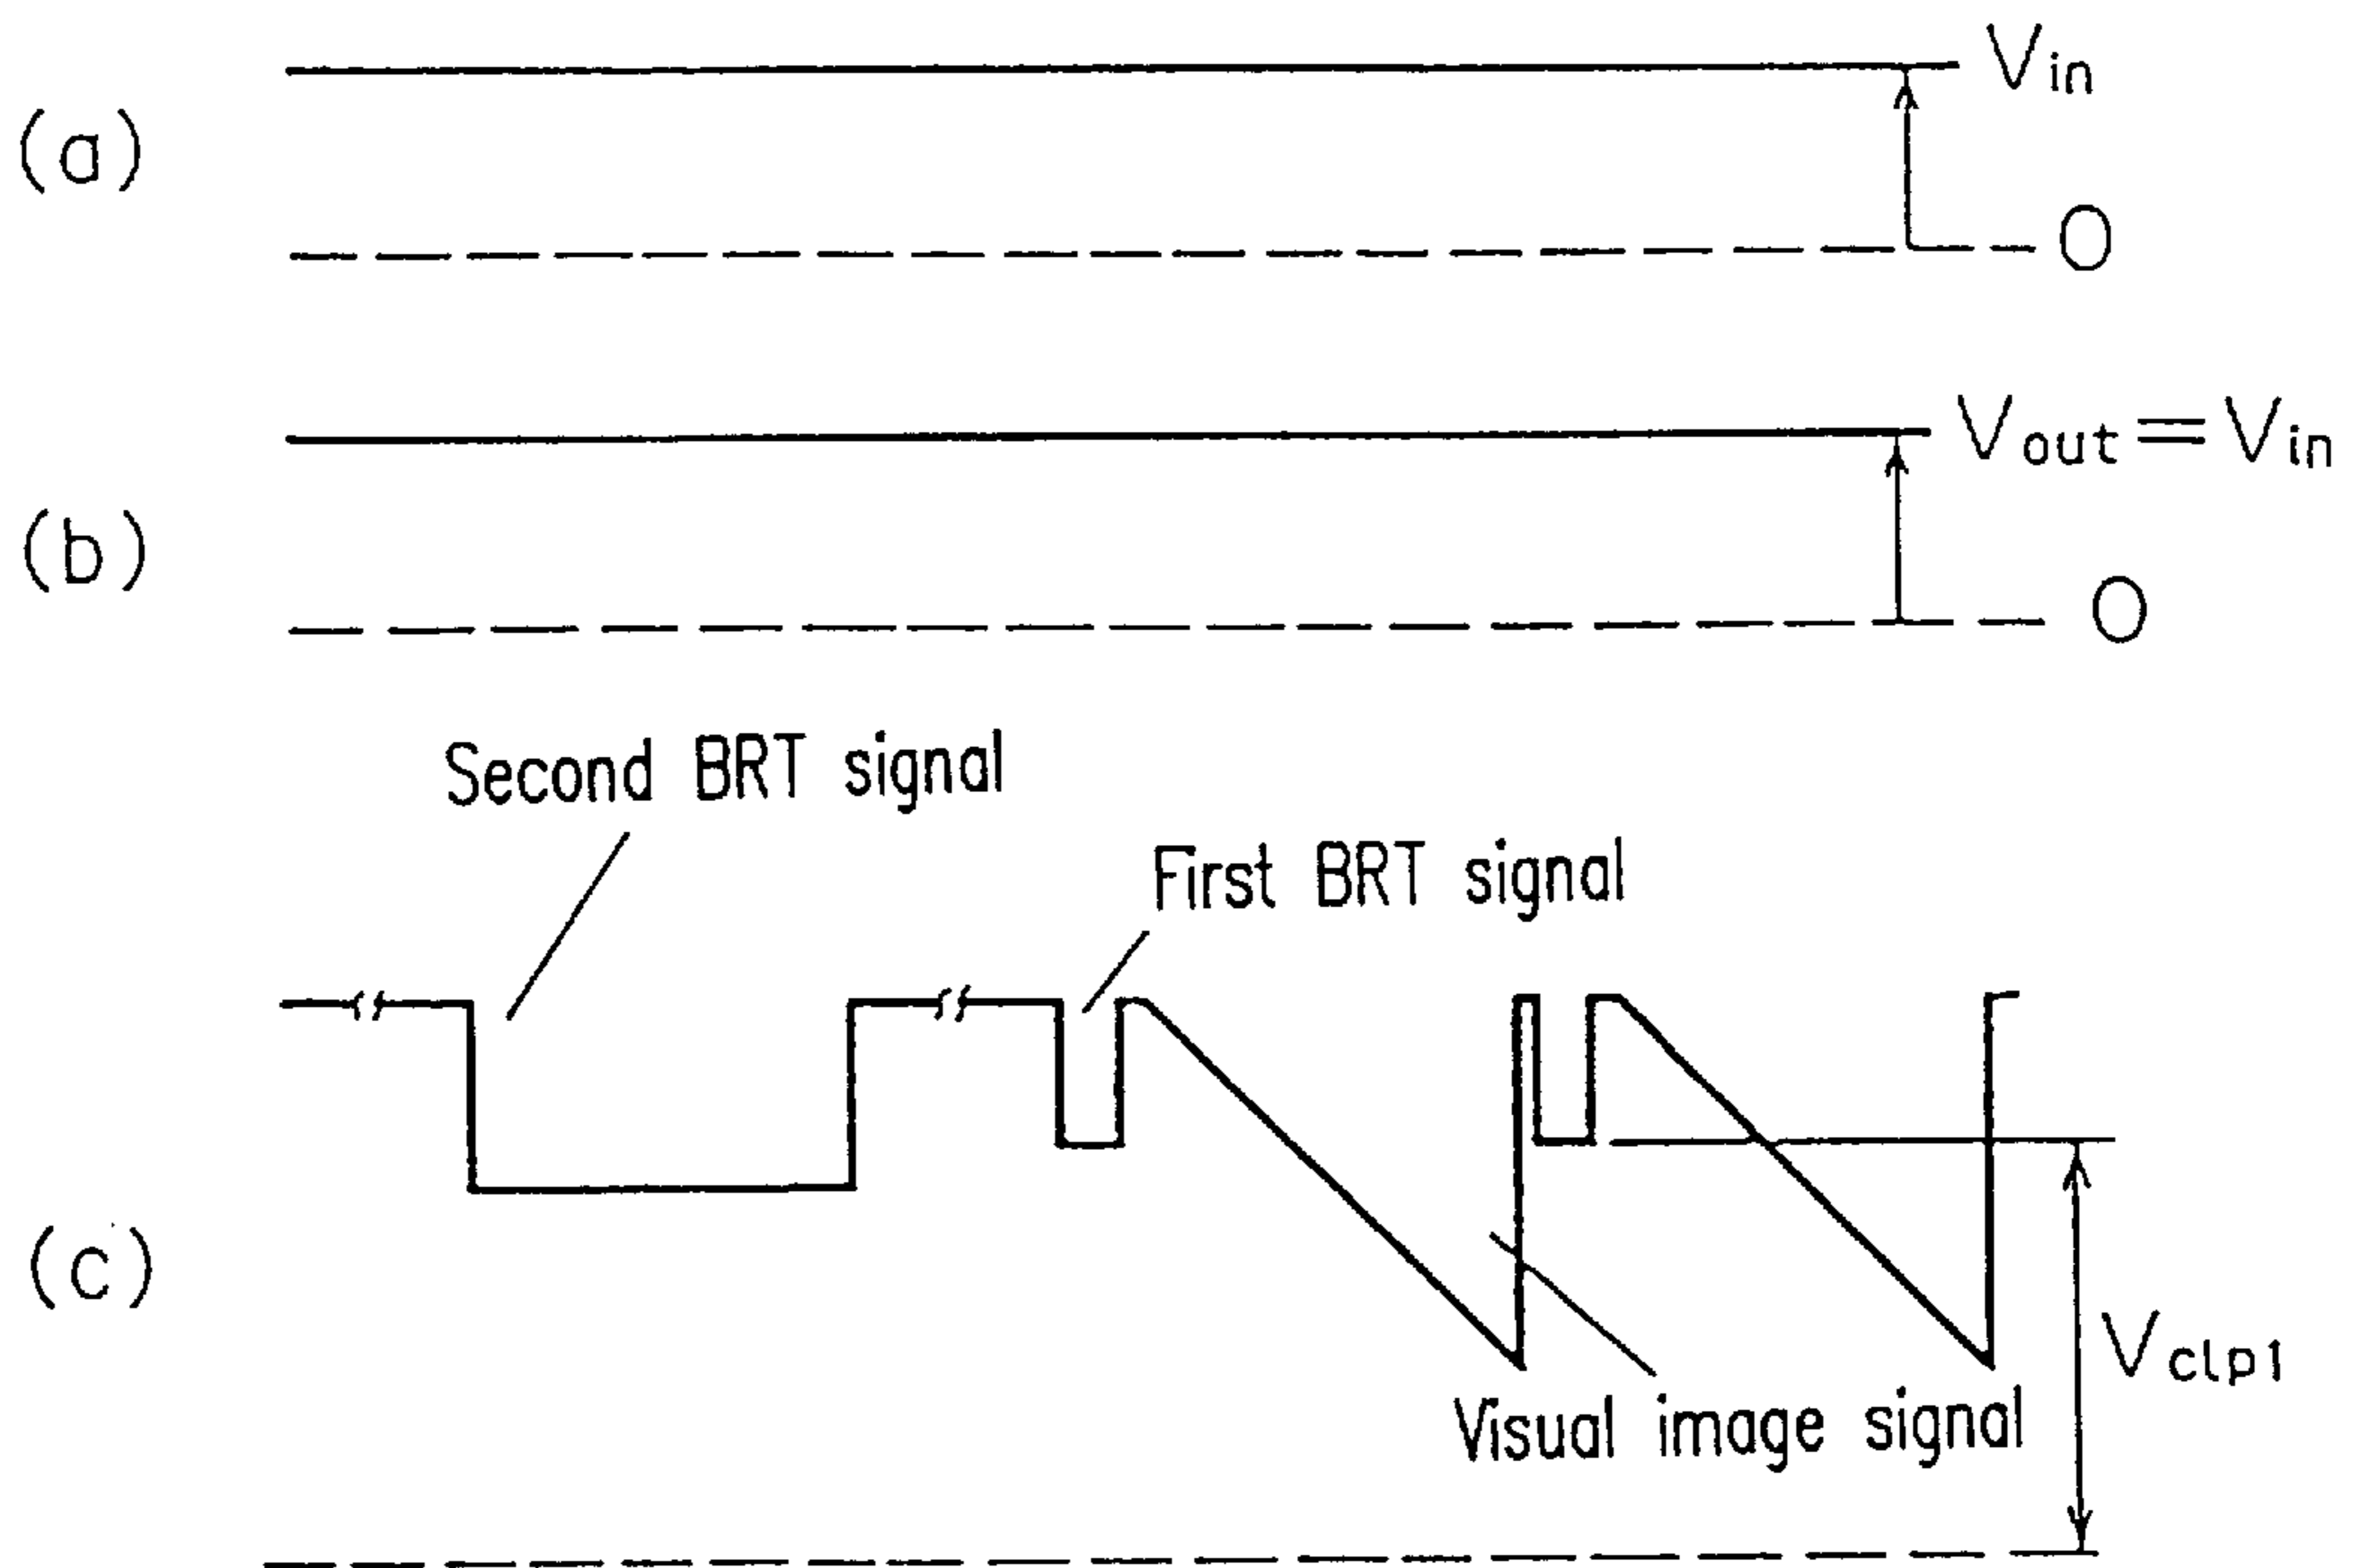 (a)
Vin
0
(b)
Vout=Vin
0
Second BRT signal
First BRT signal
(c)
Vclp1
Visual image signal